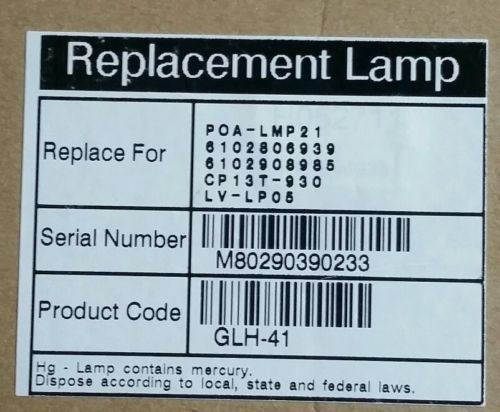 Replacement Lamp
Replace For
POA-LMP21
6102806939
6102908985
CP13T-930
LV-LP05
Serial Number
M80290390233
Product Code
GLH-41
Hg - Lamp contains mercury.
Dispose according to local, state and federal laws.